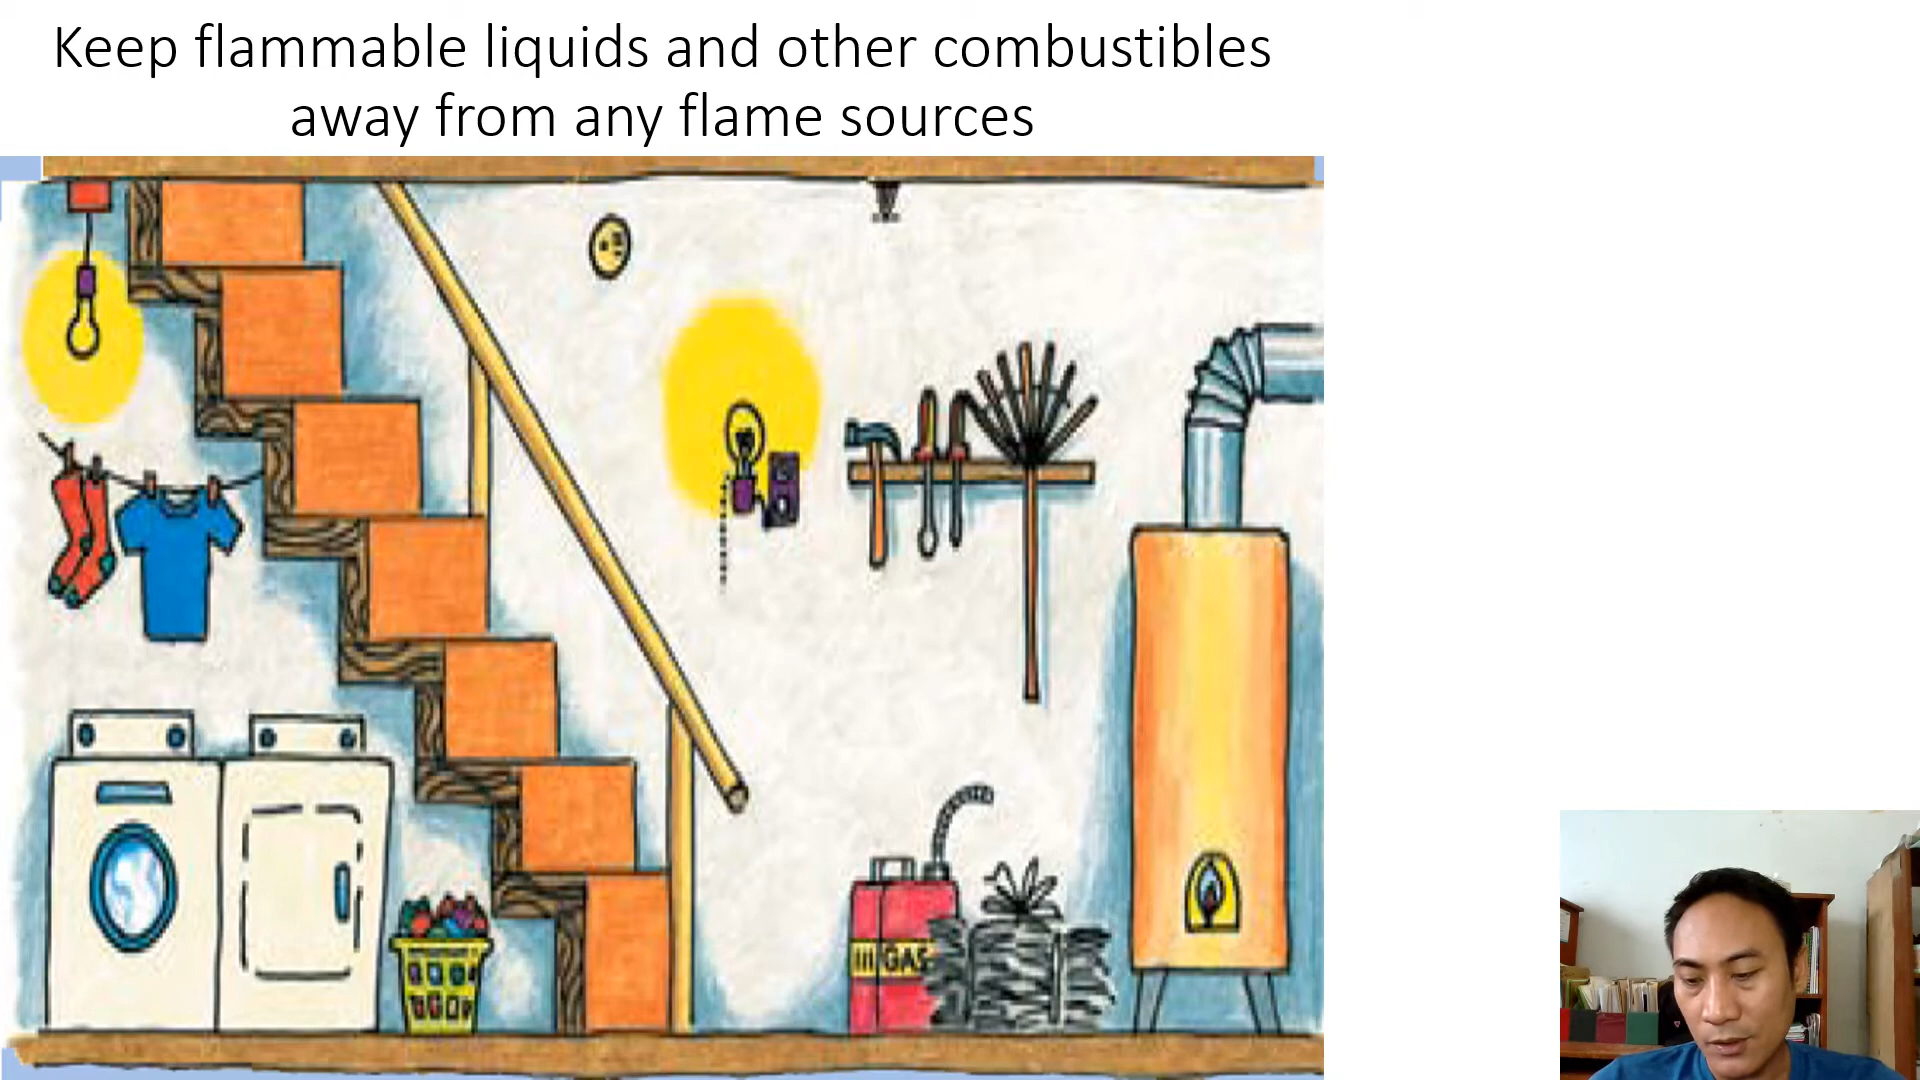 Keep flammable liquids and other combustibles
away from any flame sources
GAS